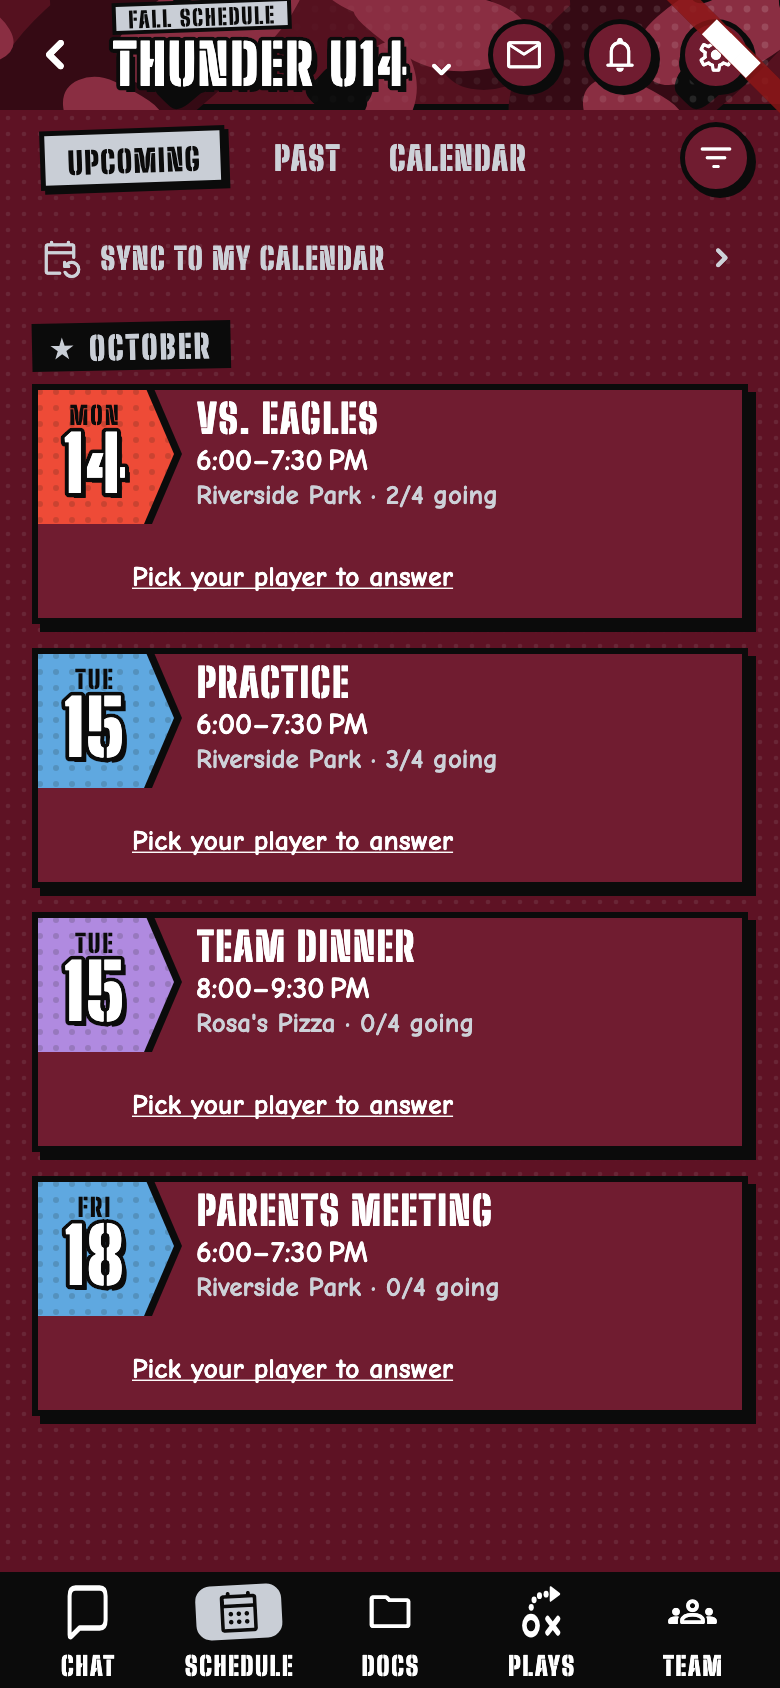 FALL SCHEDULE
THUNDER U14
UPCOMING
PAST
CALENDAR
SYNC TO MY CALENDAR
★ OCTOBER
MON
14
VS. EAGLES
6:00–7:30 PM
Riverside Park · 2/4 going
Pick your player to answer
TUE
15
PRACTICE
6:00–7:30 PM
Riverside Park · 3/4 going
Pick your player to answer
TUE
15
TEAM DINNER
8:00–9:30 PM
Rosa's Pizza · 0/4 going
Pick your player to answer
FRI
18
PARENTS MEETING
6:00–7:30 PM
Riverside Park · 0/4 going
Pick your player to answer
CHAT
SCHEDULE
DOCS
PLAYS
TEAM